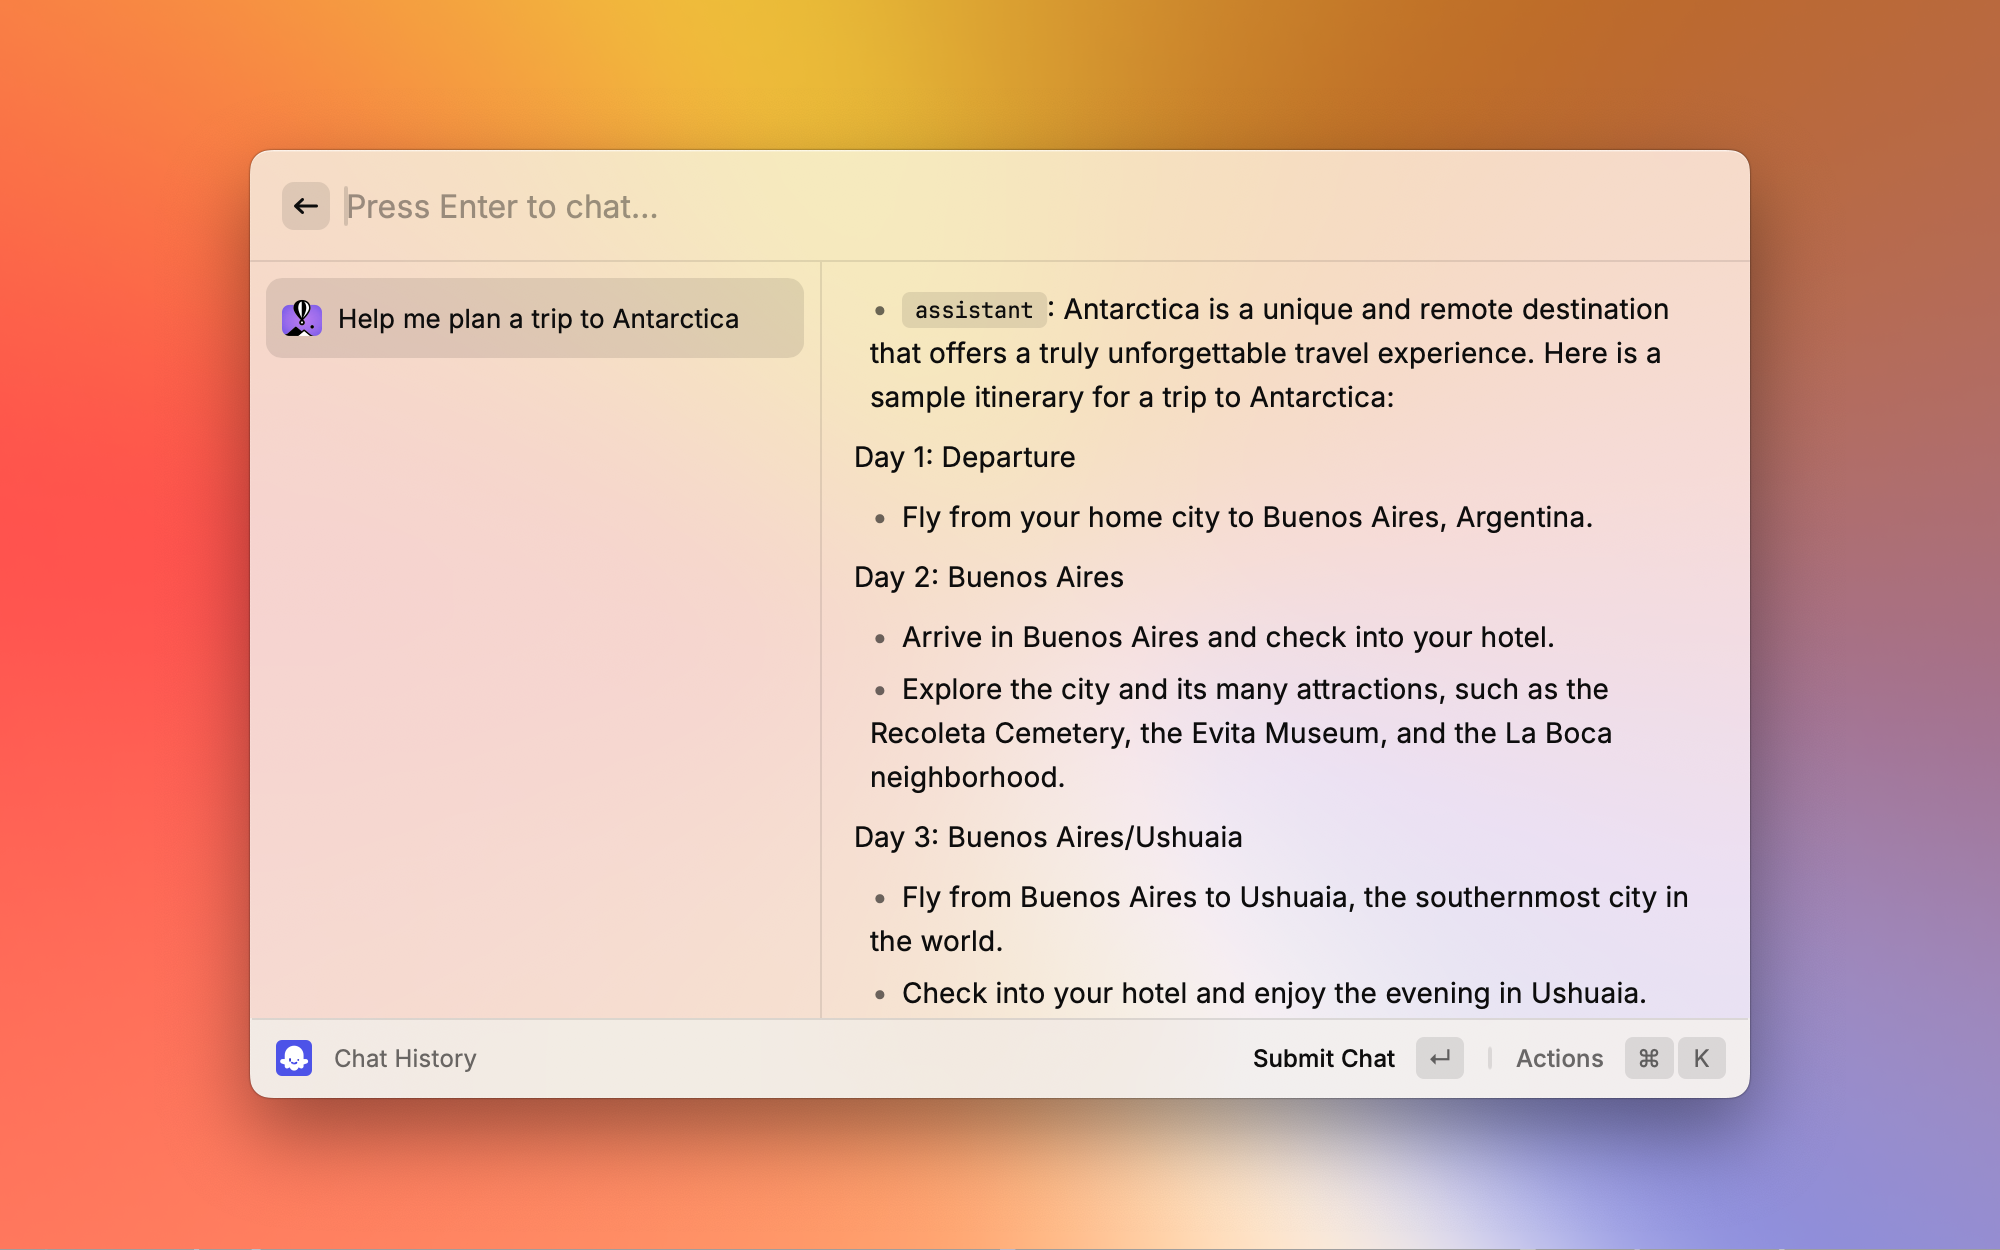 Press Enter to chat...
Help me plan a trip to Antarctica
• assistant: Antarctica is a unique and remote destination
that offers a truly unforgettable travel experience. Here is a
sample itinerary for a trip to Antarctica:
Day 1: Departure
• Fly from your home city to Buenos Aires, Argentina.
Day 2: Buenos Aires
• Arrive in Buenos Aires and check into your hotel.
• Explore the city and its many attractions, such as the
Recoleta Cemetery, the Evita Museum, and the La Boca
neighborhood.
Day 3: Buenos Aires/Ushuaia
• Fly from Buenos Aires to Ushuaia, the southernmost city in
the world.
• Check into your hotel and enjoy the evening in Ushuaia.
Chat History
Submit Chat ↵ | Actions ⌘ K